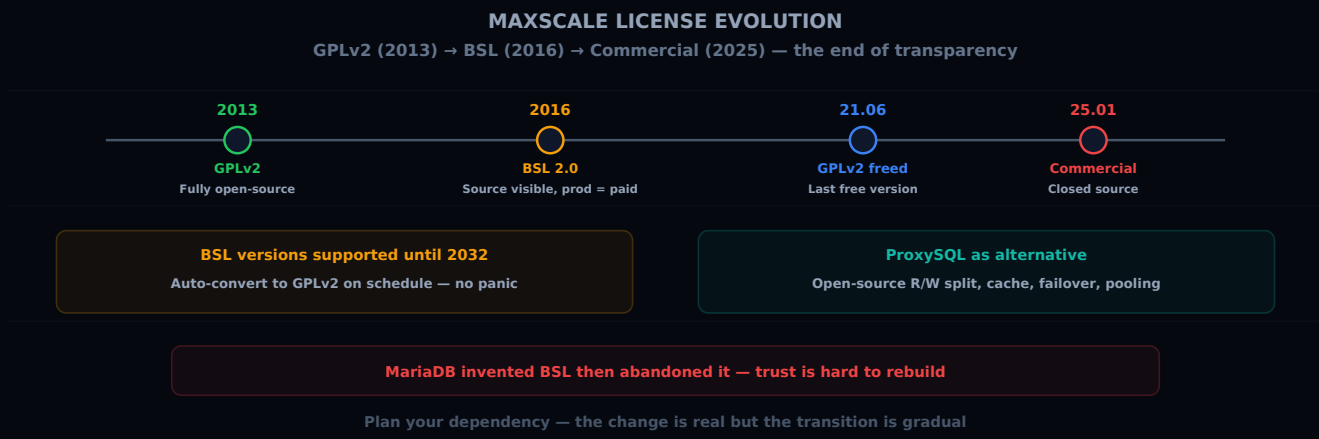 MAXSCALE LICENSE EVOLUTION
GPLv2 (2013) → BSL (2016) → Commercial (2025) — the end of transparency
2013
2016
21.06
25.01
GPLv2
BSL 2.0
GPLv2 freed
Commercial
Fully open-source
Source visible, prod = paid
Last free version
Closed source
BSL versions supported until 2032
Auto-convert to GPLv2 on schedule — no panic
ProxySQL as alternative
Open-source R/W split, cache, failover, pooling
MariaDB invented BSL then abandoned it — trust is hard to rebuild
Plan your dependency — the change is real but the transition is gradual